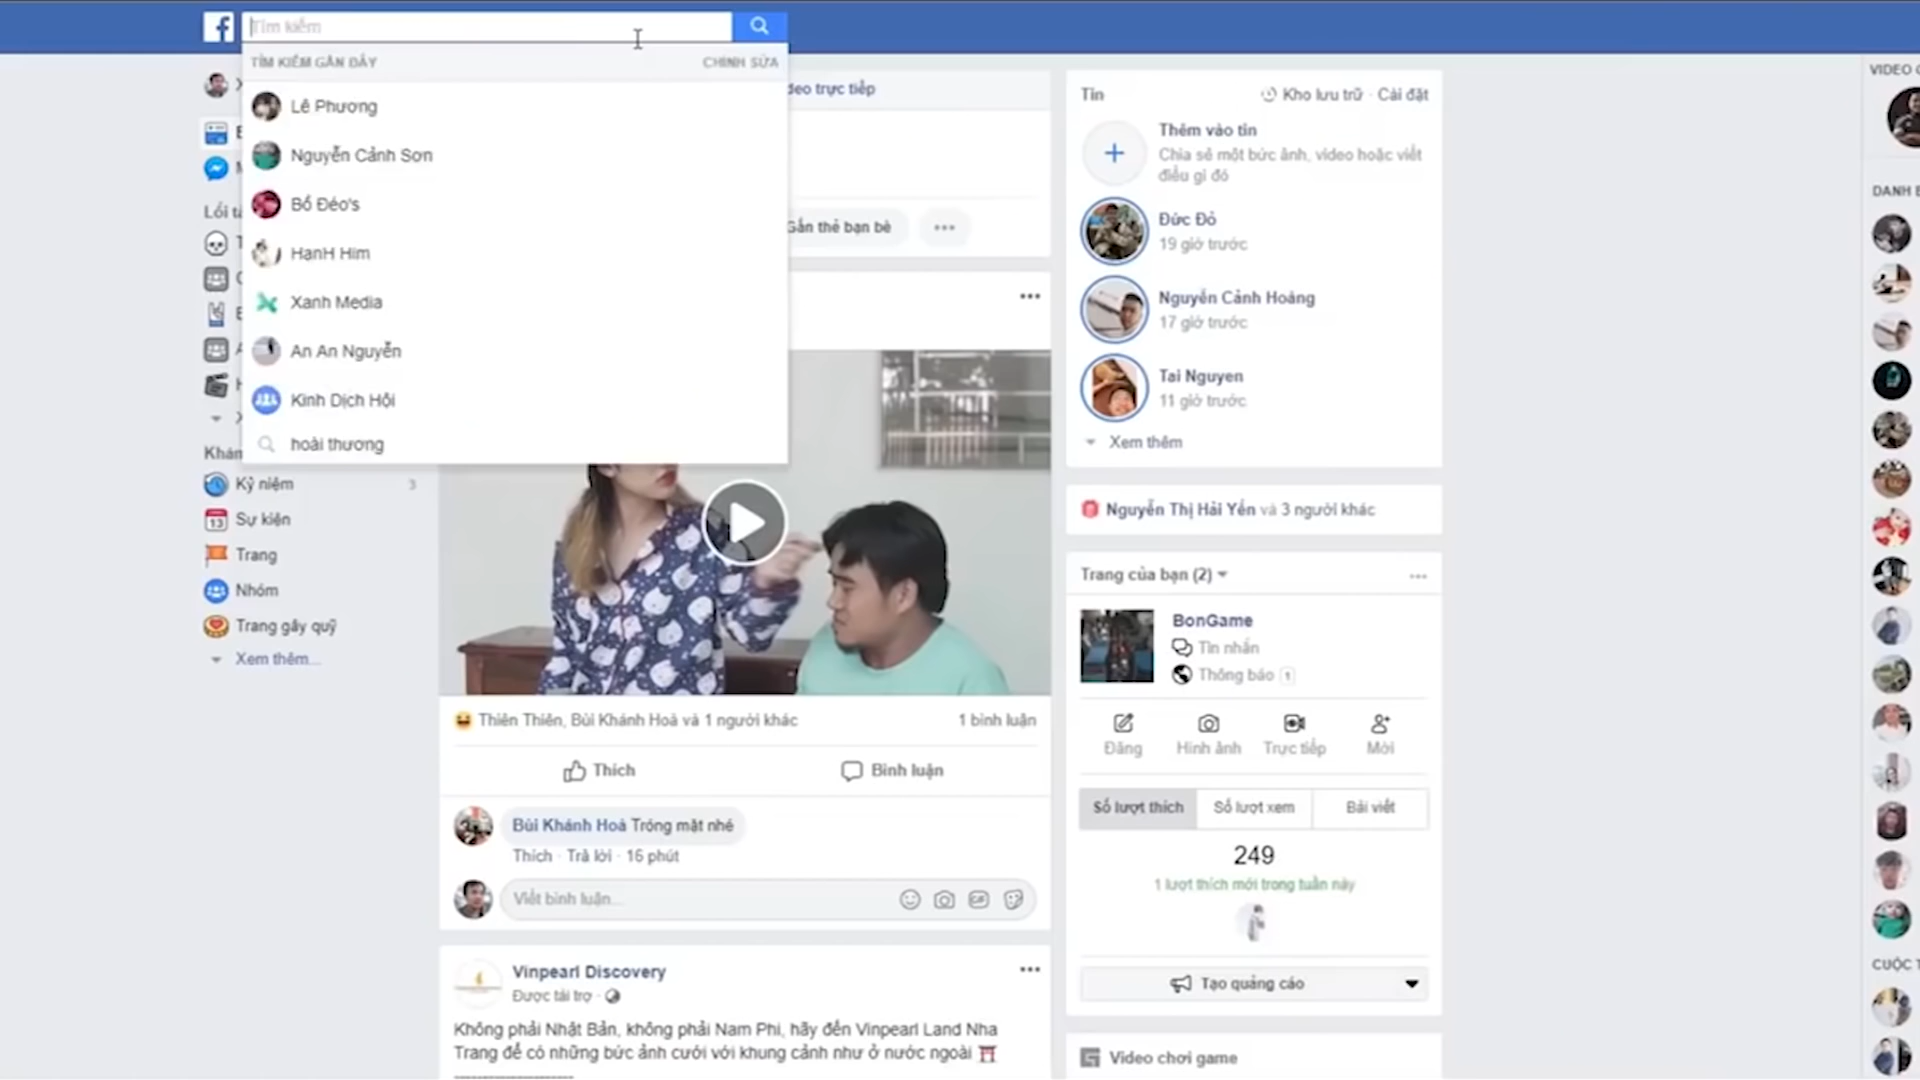 Tìm kiếm
TÌM KIẾM GẦN ĐÂY
CHỈNH SỬA
Lê Phương
Nguyễn Cảnh Sơn
Bố Đéo's
HạnH Him
Xanh Media
An An Nguyễn
Kinh Dịch Hội
hoài thương
Kỷ niệm
3
Sự kiện
Trang
Nhóm
Trang gây quỹ
Xem thêm...
deo trực tiếp
Gắn thẻ bạn bè
Thiên Thiên, Bùi Khánh Hoà và 1 người khác
1 bình luận
Thích
Bình luận
Bùi Khánh Hoà Tróng mặt nhé
Thích · Trả lời · 16 phút
Viết bình luận...
Vinpearl Discovery
Được tài trợ ·
Không phải Nhật Bản, không phải Nam Phi, hãy đến Vinpearl Land Nha
Trang để có những bức ảnh cưới với khung cảnh như ở nước ngoài
Tin
Kho lưu trữ · Cài đặt
Thêm vào tin
Chia sẻ một bức ảnh, video hoặc viết
điều gì đó
Đức Đỏ
19 giờ trước
Nguyễn Cảnh Hoàng
17 giờ trước
Tai Nguyen
11 giờ trước
Xem thêm
Nguyễn Thị Hải Yến và 3 người khác
Trang của bạn (2)
BonGame
Tin nhắn
Thông báo 1
Đăng
Hình ảnh
Trực tiếp
Mời
Số lượt thích
Số lượt xem
Bài viết
249
1 lượt thích mới trong tuần này
Tạo quảng cáo
Video chơi game
VIDEO